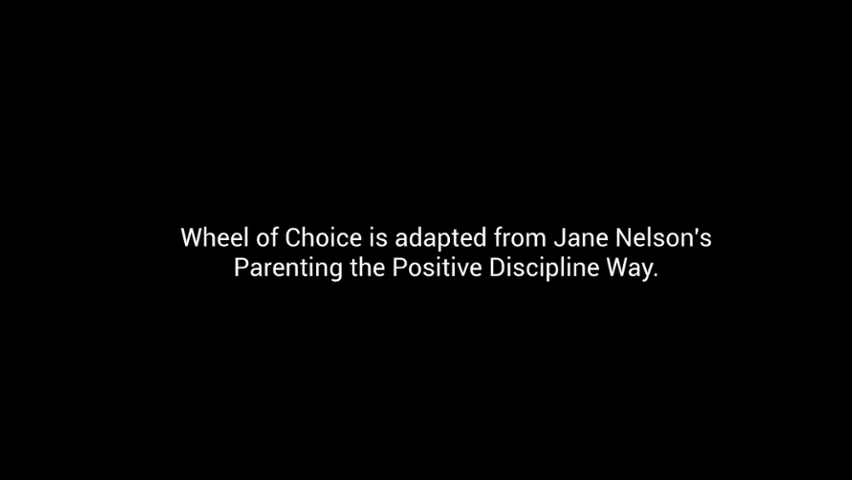 Wheel of Choice is adapted from Jane Nelson's
Parenting the Positive Discipline Way.